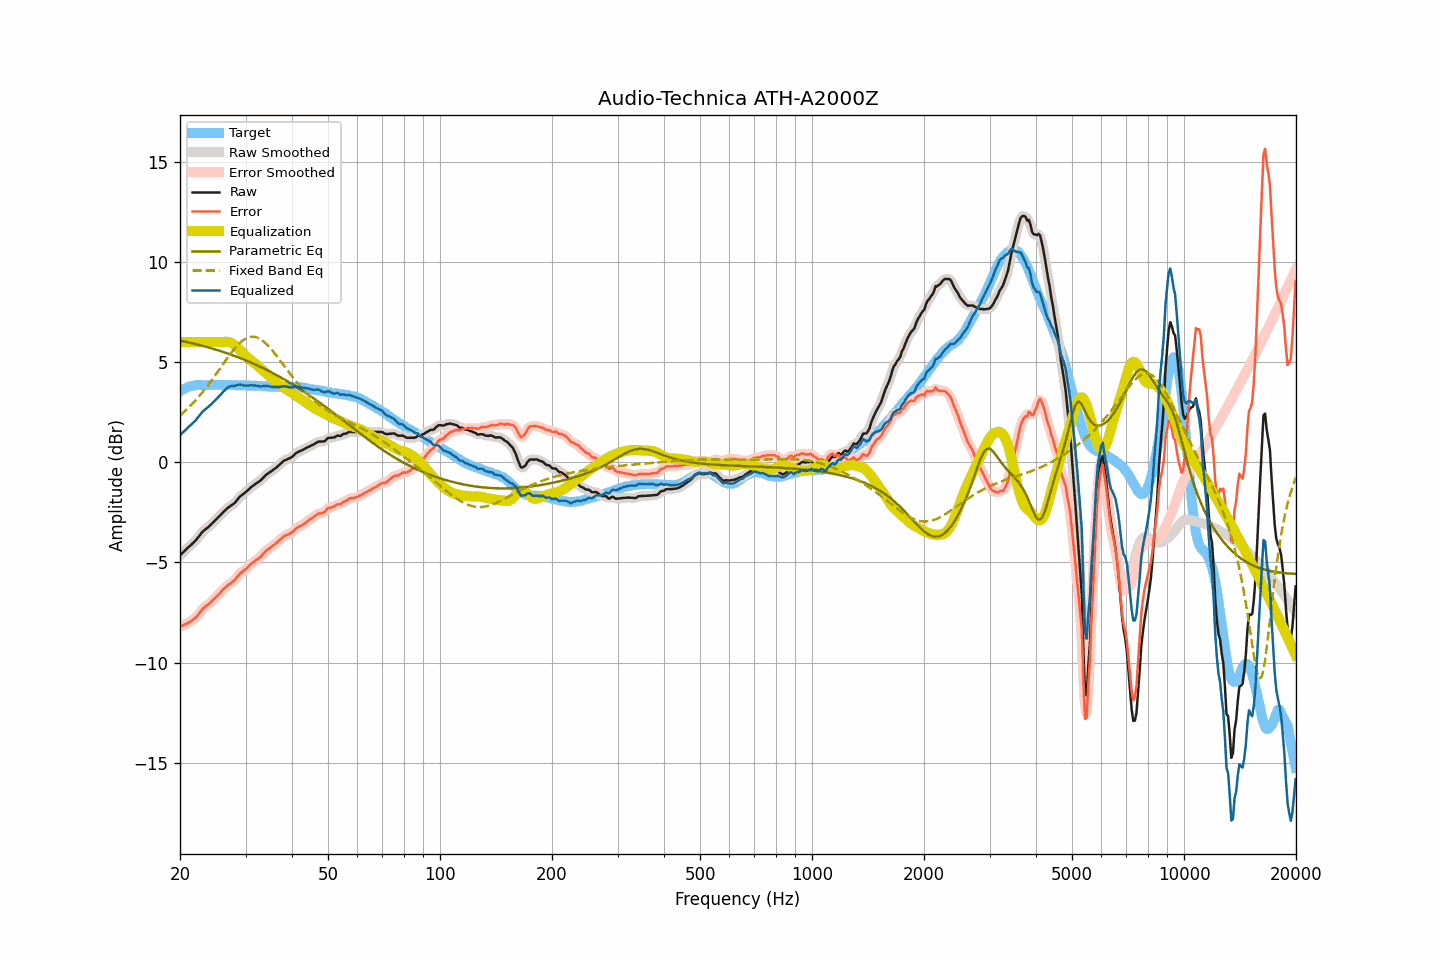 Audio-Technica ATH-A2000Z
Target
Raw Smoothed
Error Smoothed
Raw
Error
Equalization
Parametric Eq
Fixed Band Eq
Equalized
Amplitude (dBr)
15
10
5
0
−5
−10
−15
20 50 100 200 500 1000 2000 5000 10000 20000
Frequency (Hz)